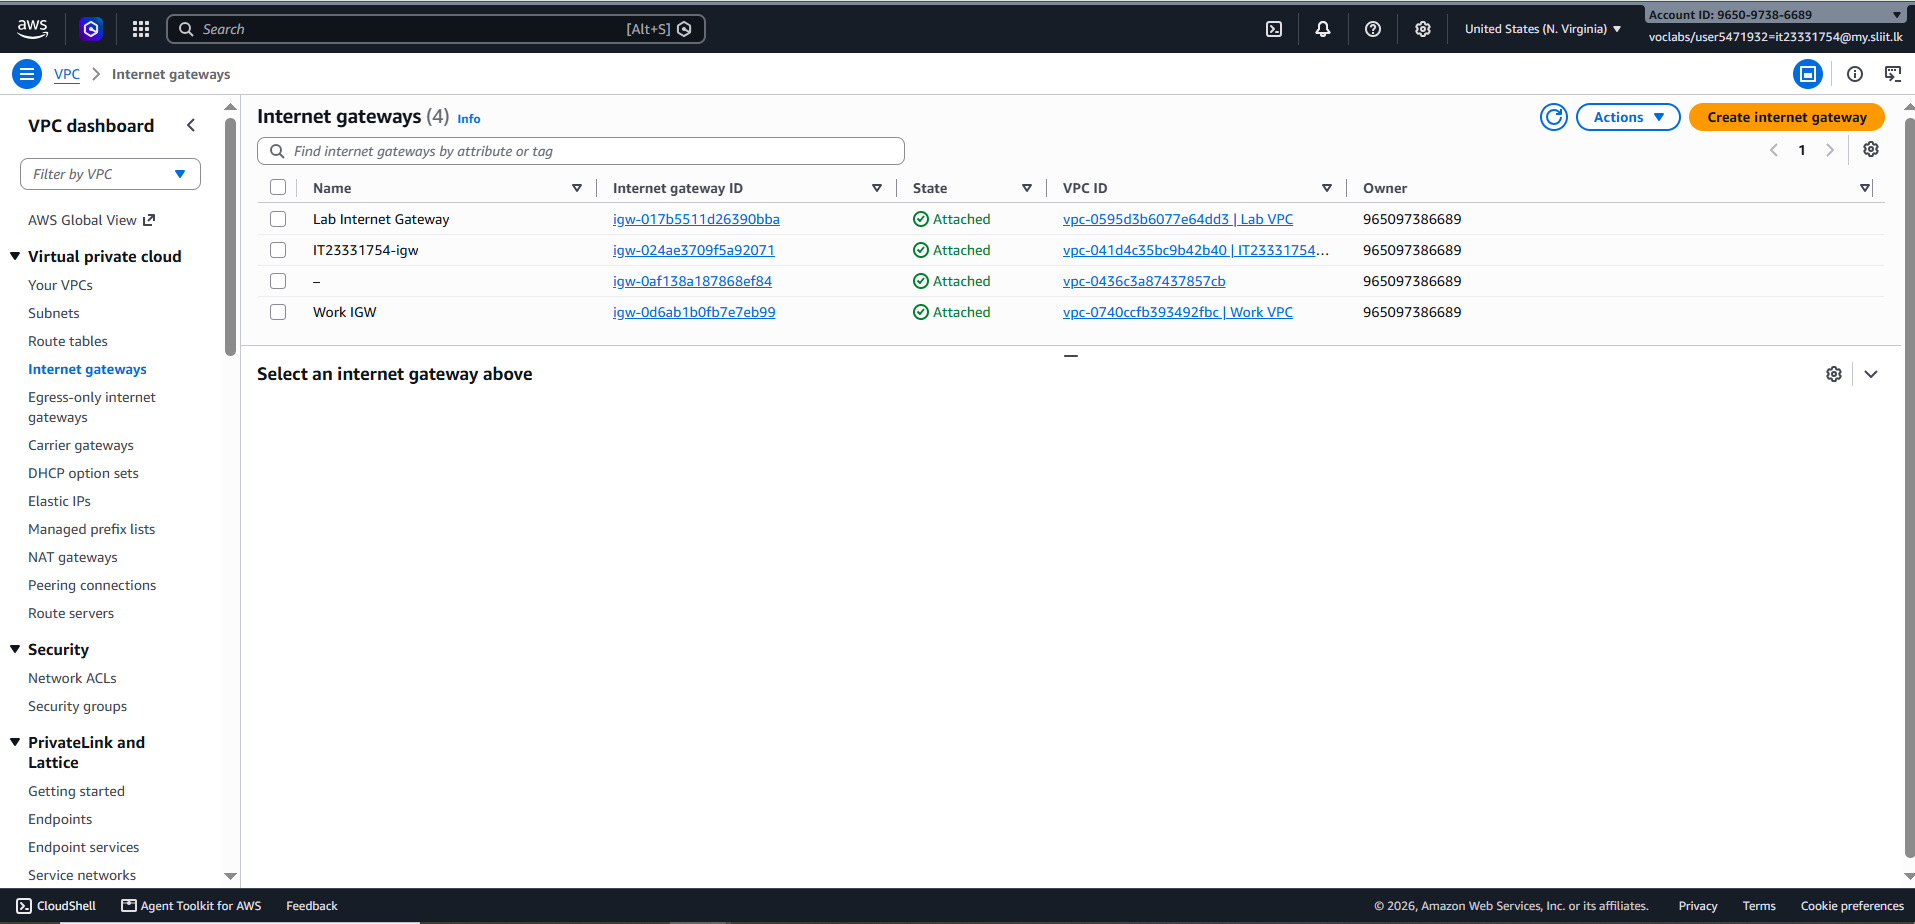 aws
Search [Alt+S]
United States (N. Virginia)
Account ID: 9650-9738-6689
voclabs/user5471932=it23331754@my.sliit.lk
VPC Internet gateways
VPC dashboard
Filter by VPC
AWS Global View
Virtual private cloud
Your VPCs
Subnets
Route tables
Internet gateways
Egress-only internet
gateways
Carrier gateways
DHCP option sets
Elastic IPs
Managed prefix lists
NAT gateways
Peering connections
Route servers
Security
Network ACLs
Security groups
PrivateLink and
Lattice
Getting started
Endpoints
Endpoint services
Service networks
Internet gateways (4) Info
Actions
Create internet gateway
Find internet gateways by attribute or tag
1
Name Internet gateway ID State VPC ID Owner
Lab Internet Gateway igw-017b5511d26390bba Attached vpc-0595d3b6077e64dd3 | Lab VPC 965097386689
IT23331754-igw igw-024ae3709f5a92071 Attached vpc-041d4c35bc9b42b40 | IT23331754... 965097386689
– igw-0af138a187868ef84 Attached vpc-0436c3a87437857cb 965097386689
Work IGW igw-0d6ab1b0fb7e7eb99 Attached vpc-0740ccfb393492fbc | Work VPC 965097386689
Select an internet gateway above
CloudShell Agent Toolkit for AWS Feedback
© 2026, Amazon Web Services, Inc. or its affiliates. Privacy Terms Cookie preferences